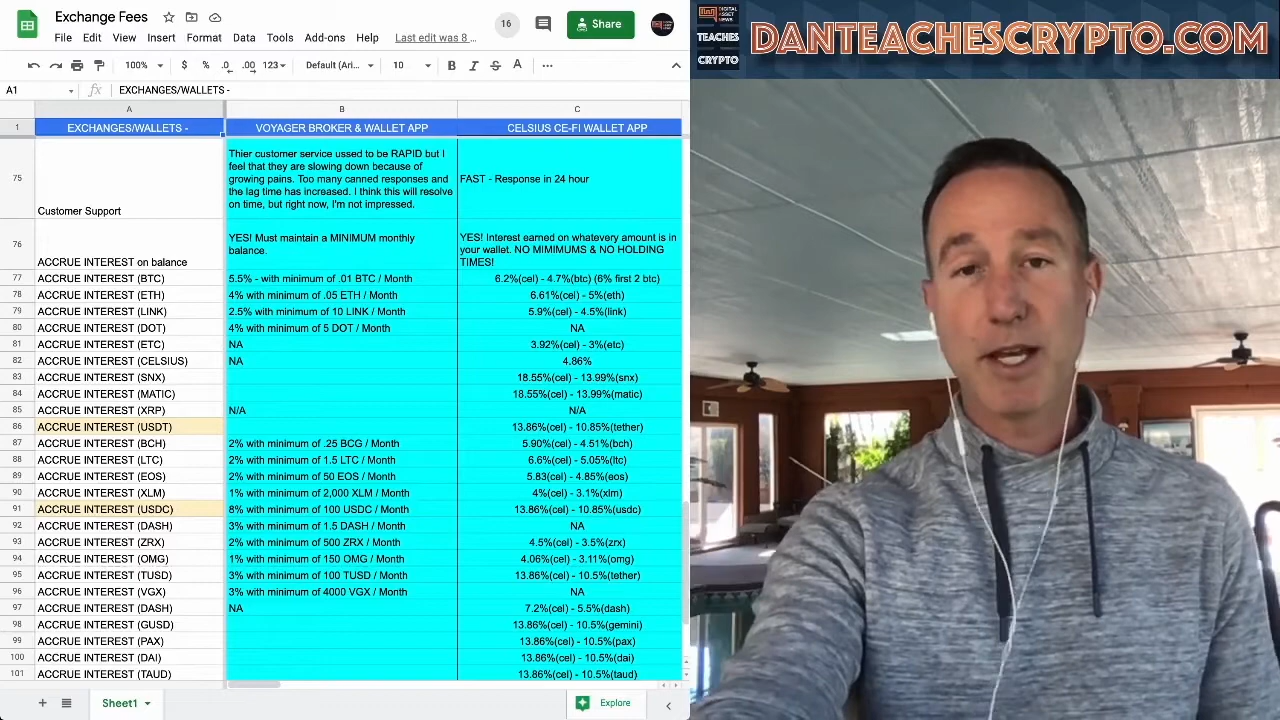 Exchange Fees
File Edit View Insert Format Data Tools Add-ons Help Last edit was 8 ...
16
Share
100% $ % .0 .00 123 Default (Ari... 10 B I S A
A1 fx EXCHANGES/WALLETS -
A B C
1 EXCHANGES/WALLETS - VOYAGER BROKER & WALLET APP CELSIUS CE-FI WALLET APP
75 Customer Support
Thier customer service ussed to be RAPID but I
feel that they are slowing down because of
growing pains. Too many canned responses and
the lag time has increased. I think this will resolve
on time, but right now, I'm not impressed.
FAST - Response in 24 hour
76 ACCRUE INTEREST on balance
YES! Must maintain a MINIMUM monthly
balance.
YES! Interest earned on whatevery amount is in
your wallet. NO MIMIMUMS & NO HOLDING
TIMES!
77 ACCRUE INTEREST (BTC) 5.5% - with minimum of .01 BTC / Month 6.2%(cel) - 4.7%(btc) (6% first 2 btc)
78 ACCRUE INTEREST (ETH) 4% with minimum of .05 ETH / Month 6.61%(cel) - 5%(eth)
79 ACCRUE INTEREST (LINK) 2.5% with minimum of 10 LINK / Month 5.9%(cel) - 4.5%(link)
80 ACCRUE INTEREST (DOT) 4% with minimum of 5 DOT / Month NA
81 ACCRUE INTEREST (ETC) NA 3.92%(cel) - 3%(etc)
82 ACCRUE INTEREST (CELSIUS) NA 4.86%
83 ACCRUE INTEREST (SNX) 18.55%(cel) - 13.99%(snx)
84 ACCRUE INTEREST (MATIC) 18.55%(cel) - 13.99%(matic)
85 ACCRUE INTEREST (XRP) N/A N/A
ACCRUE INTEREST (USDT) 13.86%(cel) - 10.85%(tether)
87 ACCRUE INTEREST (BCH) 2% with minimum of .25 BCG / Month 5.90%(cel) - 4.51%(bch)
88 ACCRUE INTEREST (LTC) 2% with minimum of 1.5 LTC / Month 6.6%(cel) - 5.05%(ltc)
89 ACCRUE INTEREST (EOS) 2% with minimum of 50 EOS / Month 5.83(cel) - 4.85%(eos)
90 ACCRUE INTEREST (XLM) 1% with minimum of 2,000 XLM / Month 4%(cel) - 3.1%(xlm)
91 ACCRUE INTEREST (USDC) 8% with minimum of 100 USDC / Month 13.86%(cel) - 10.85%(usdc)
92 ACCRUE INTEREST (DASH) 3% with minimum of 1.5 DASH / Month NA
93 ACCRUE INTEREST (ZRX) 2% with minimum of 500 ZRX / Month 4.5%(cel) - 3.5%(zrx)
94 ACCRUE INTEREST (OMG) 1% with minimum of 150 OMG / Month 4.06%(cel) - 3.11%(omg)
95 ACCRUE INTEREST (TUSD) 3% with minimum of 100 TUSD / Month 13.86%(cel) - 10.5%(tether)
96 ACCRUE INTEREST (VGX) 3% with minimum of 4000 VGX / Month NA
97 ACCRUE INTEREST (DASH) NA 7.2%(cel) - 5.5%(dash)
98 ACCRUE INTEREST (GUSD) 13.86%(cel) - 10.5%(gemini)
99 ACCRUE INTEREST (PAX) 13.86%(cel) - 10.5%(pax)
100 ACCRUE INTEREST (DAI) 13.86%(cel) - 10.5%(dai)
101 ACCRUE INTEREST (TAUD) 13.86%(cel) - 10.5%(taud)
Sheet1
Explore
DIGITAL
ASSET
NEWS
TEACHES
CRYPTO
DANTEACHESCRYPTO.COM